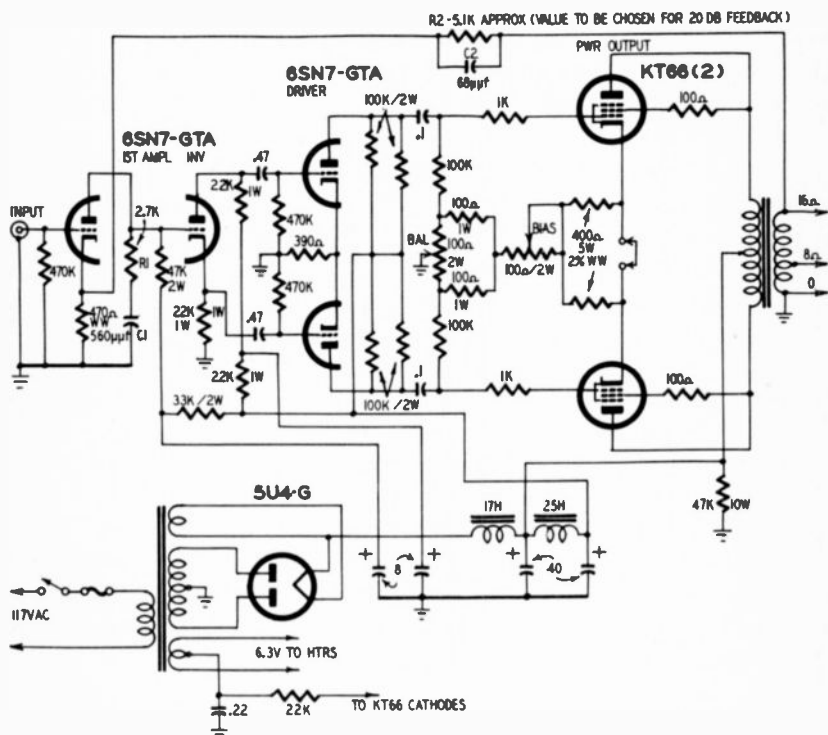 R2-5.1K APPROX (VALUE TO BE CHOSEN FOR 20 DB FEEDBACK)
C2
68µµf
PWR OUTPUT
KT66(2)
6SN7-GTA
DRIVER
100K/2W
.1
1K
100Ω
6SN7-GTA
1ST AMPL INV
.47
22K
1W
100K
INPUT
2.7K
470K
R1
47K
2W
470K
390Ω
470K
100Ω
1W
BAL
100Ω
2W
100Ω
1W
BIAS
100Ω/2W
400Ω
5W
2% WW
16Ω
8Ω
0
470Ω
WW
560µµf
C1
22K
1W
1W
.47
100K
22K
1W
.1
1K
100Ω
33K/2W
100K/2W
5U4-G
17H
25H
47K
10W
+
8
+
+
40
+
117VAC
6.3V TO HTRS
.22
22K
TO KT66 CATHODES